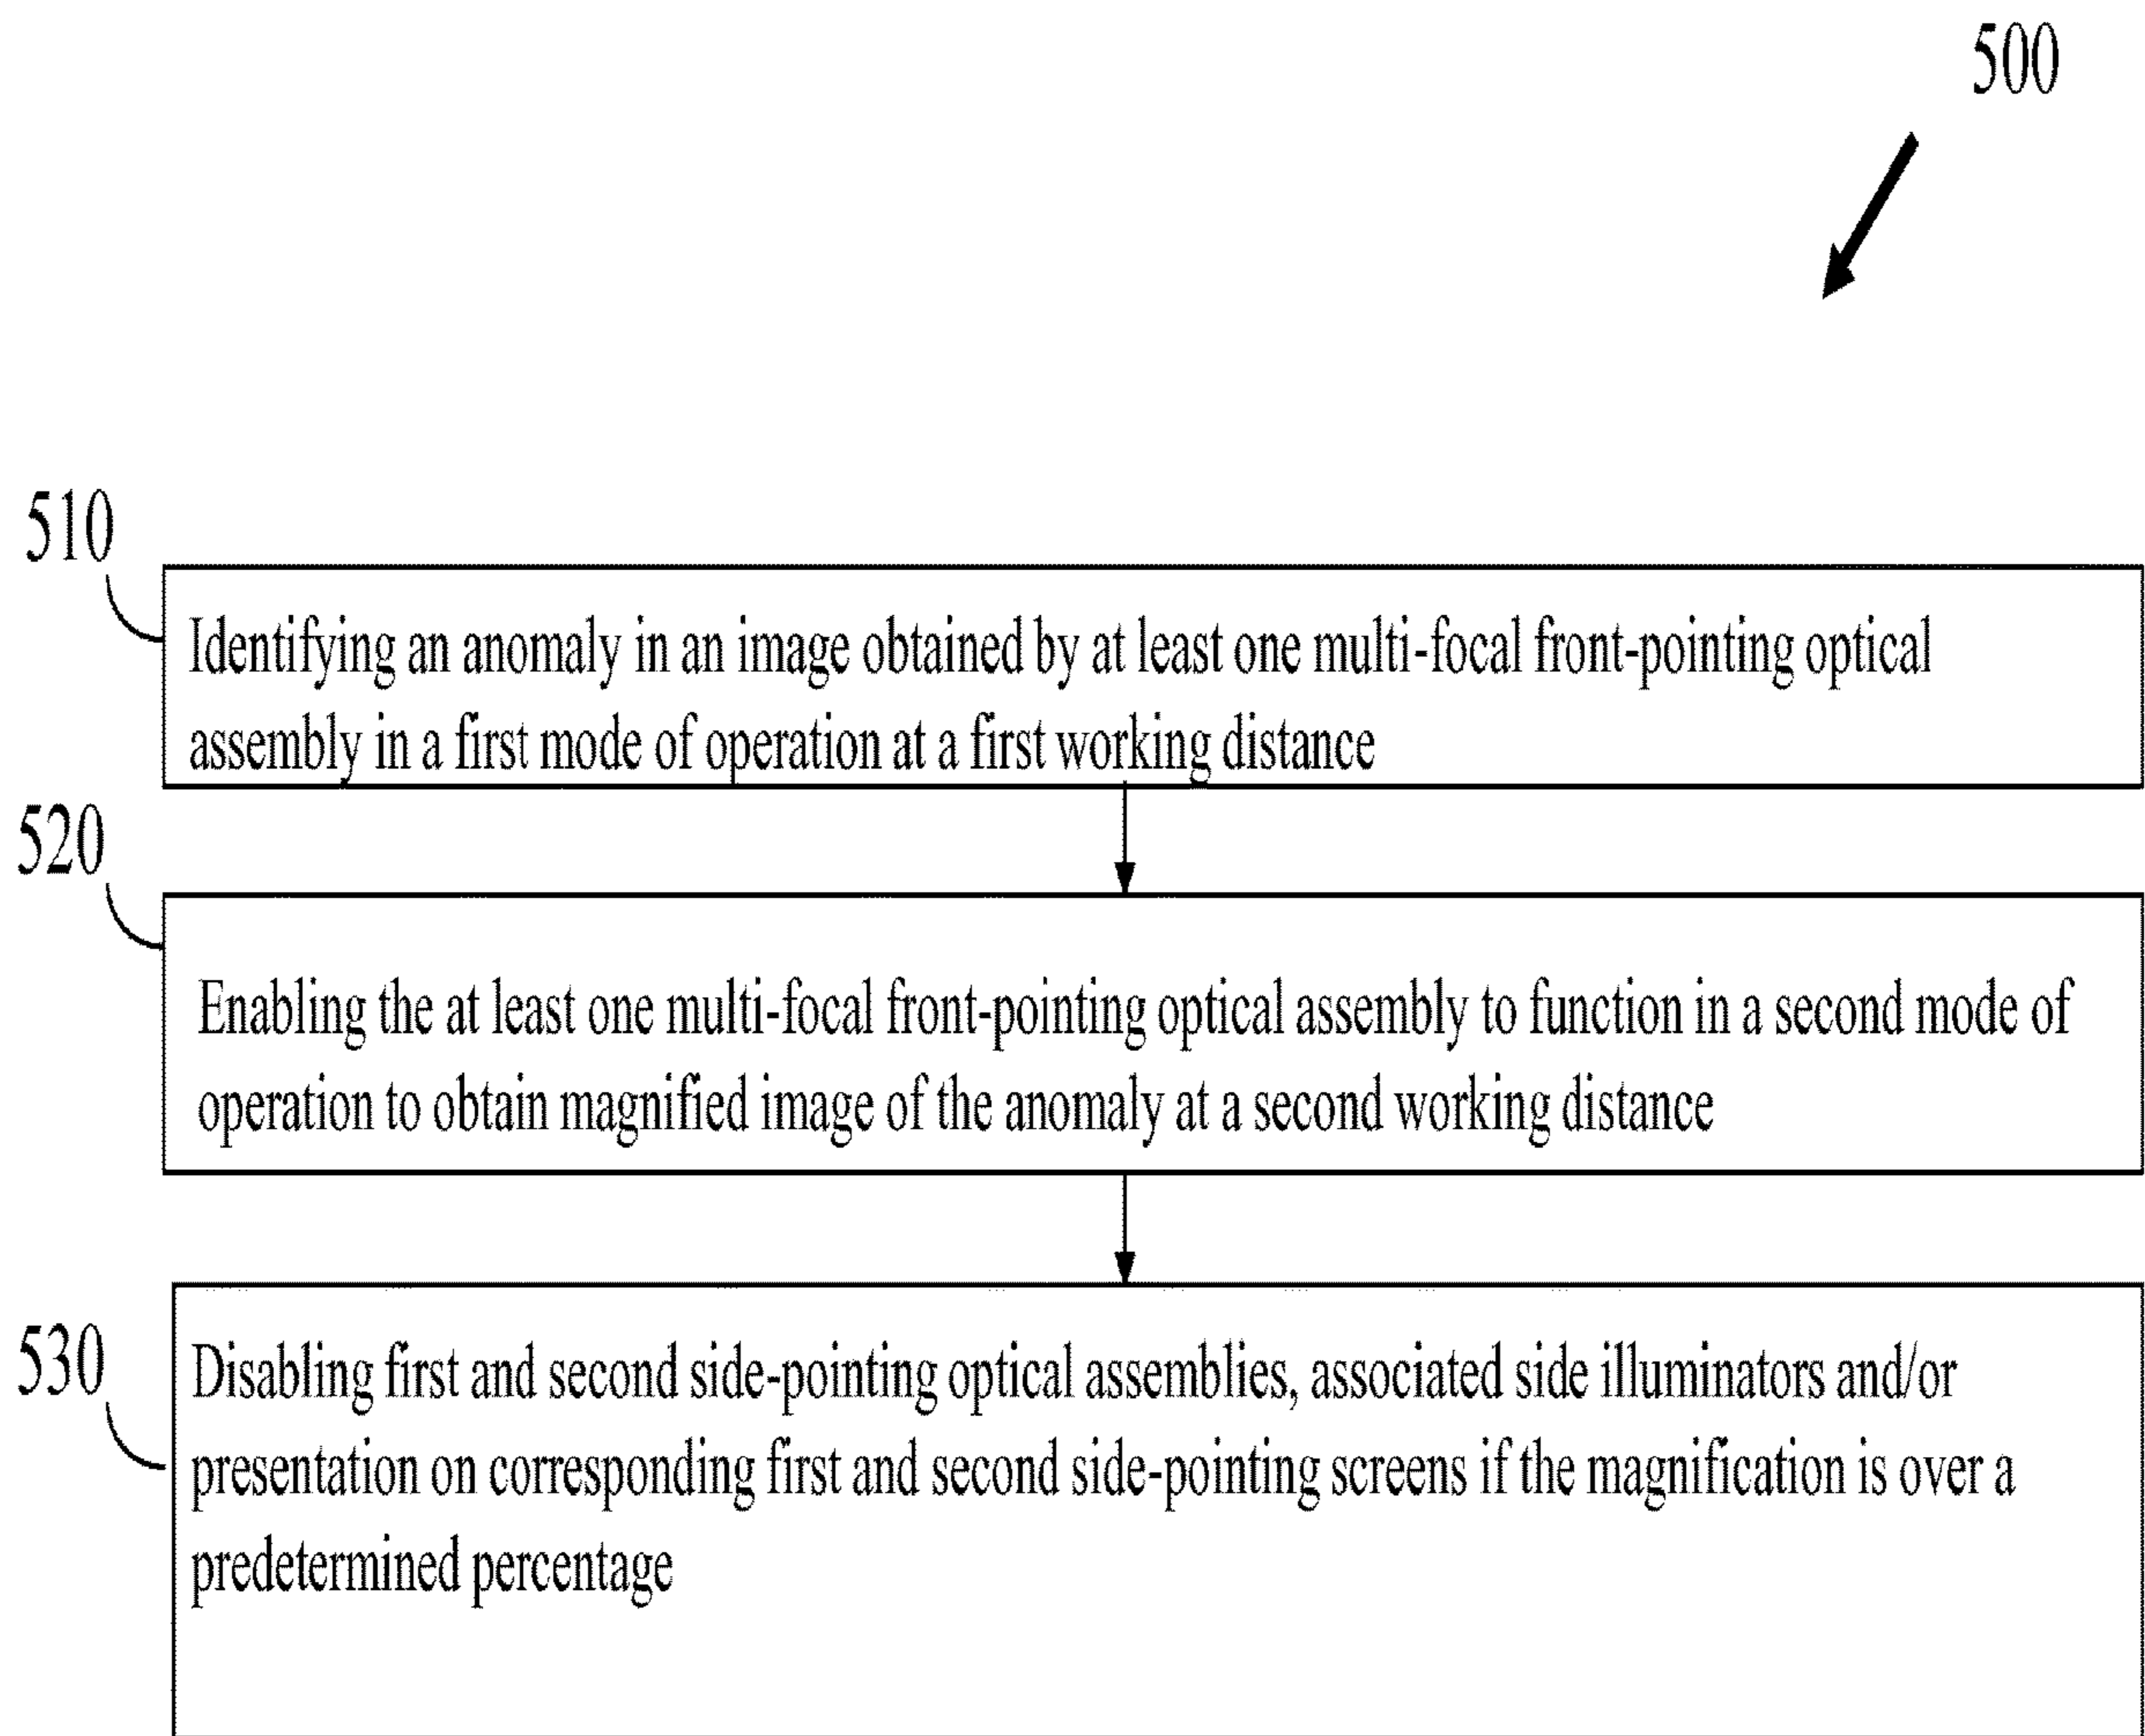 500
510
Identifying an anomaly in an image obtained by at least one multi-focal front-pointing optical
assembly in a first mode of operation at a first working distance
520
Enabling the at least one multi-focal front-pointing optical assembly to function in a second mode of
operation to obtain magnified image of the anomaly at a second working distance
530
Disabling first and second side-pointing optical assemblies, associated side illuminators and/or
presentation on corresponding first and second side-pointing screens if the magnification is over a
predetermined percentage